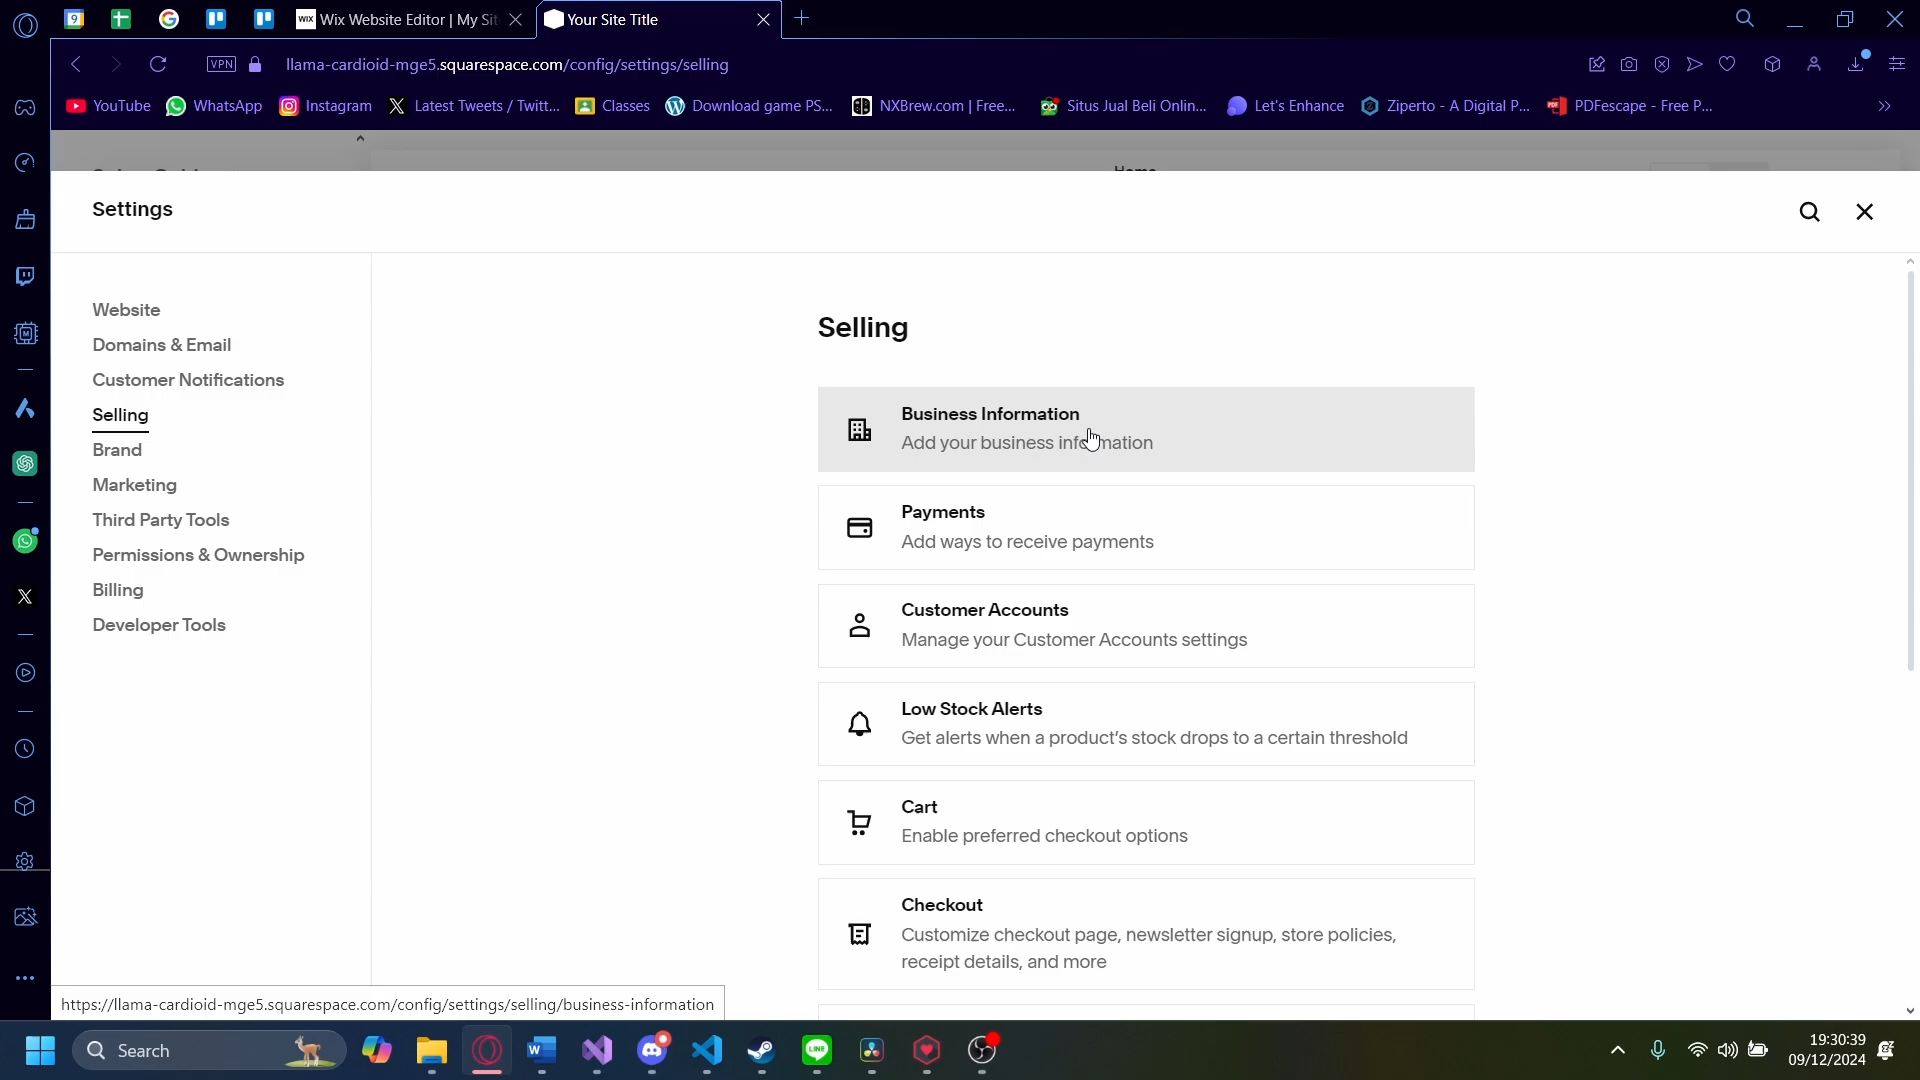 Wix Website Editor | My Sit
Your Site Title
VPN
llama-cardioid-mge5.squarespace.com/config/settings/selling
YouTube
WhatsApp
Instagram
Latest Tweets / Twitt...
Classes
Download game PS...
NXBrew.com | Free...
Situs Jual Beli Onlin...
Let's Enhance
Ziperto - A Digital P...
PDFescape - Free P...
Home
Settings
Website
Domains & Email
Customer Notifications
Selling
Brand
Marketing
Third Party Tools
Permissions & Ownership
Billing
Developer Tools
Selling
Business Information
Add your business information
Payments
Add ways to receive payments
Customer Accounts
Manage your Customer Accounts settings
Low Stock Alerts
Get alerts when a product's stock drops to a certain threshold
Cart
Enable preferred checkout options
Checkout
Customize checkout page, newsletter signup, store policies,
receipt details, and more
https://llama-cardioid-mge5.squarespace.com/config/settings/selling/business-information
Search
19:30:39
09/12/2024